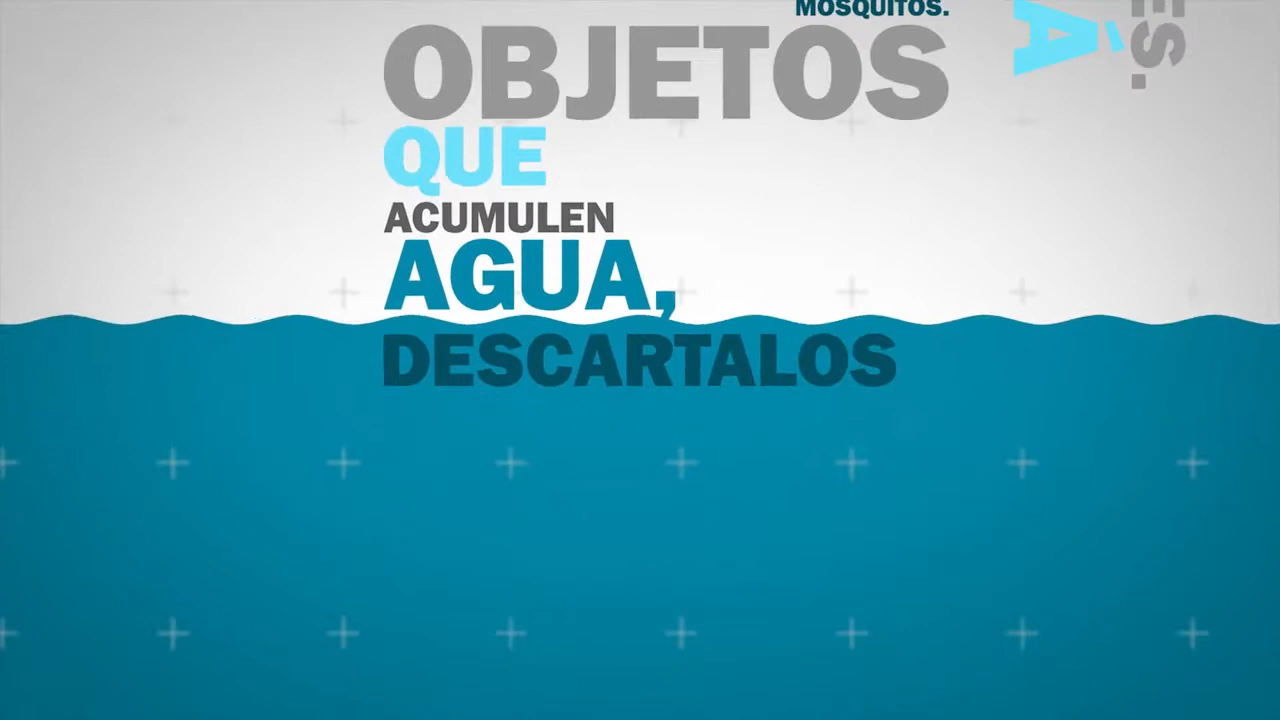 MOSQUITOS.
OBJETOS
QUE
ACUMULEN
AGUA,
DESCARTALOS